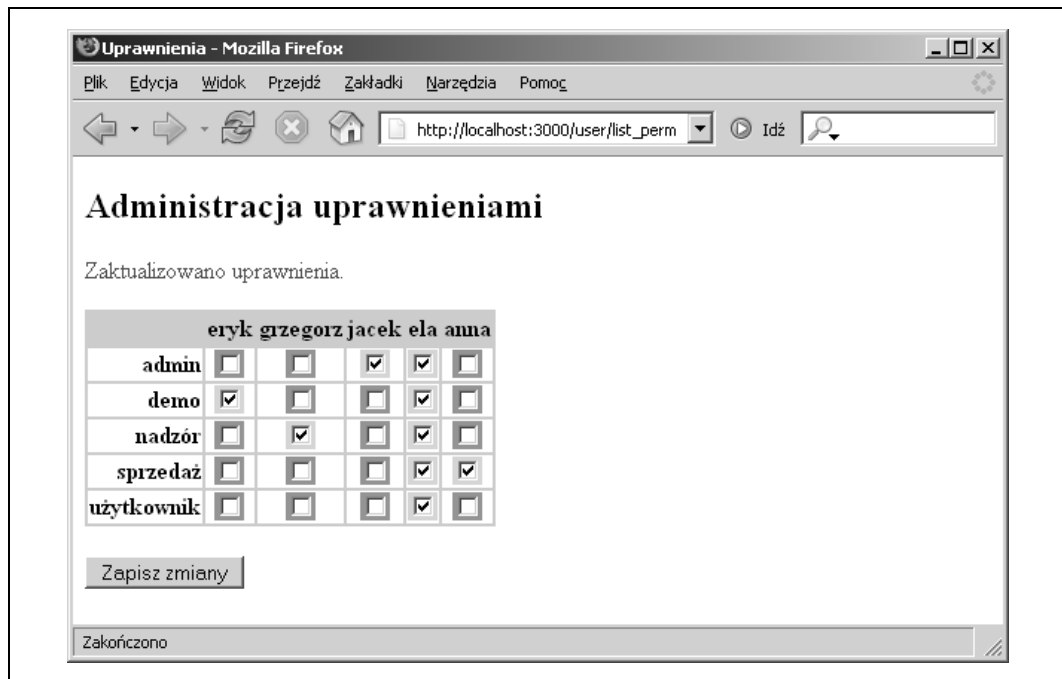 Uprawnienia - Mozilla Firefox
Plik Edycja Widok Przejdź Zakładki Narzędzia Pomoc
http://localhost:3000/user/list_perm Idź
Administracja uprawnieniami
Zaktualizowano uprawnienia.
eryk grzegorz jacek ela anna
admin
demo
nadzór
sprzedaż
użytkownik
Zapisz zmiany
Zakończono